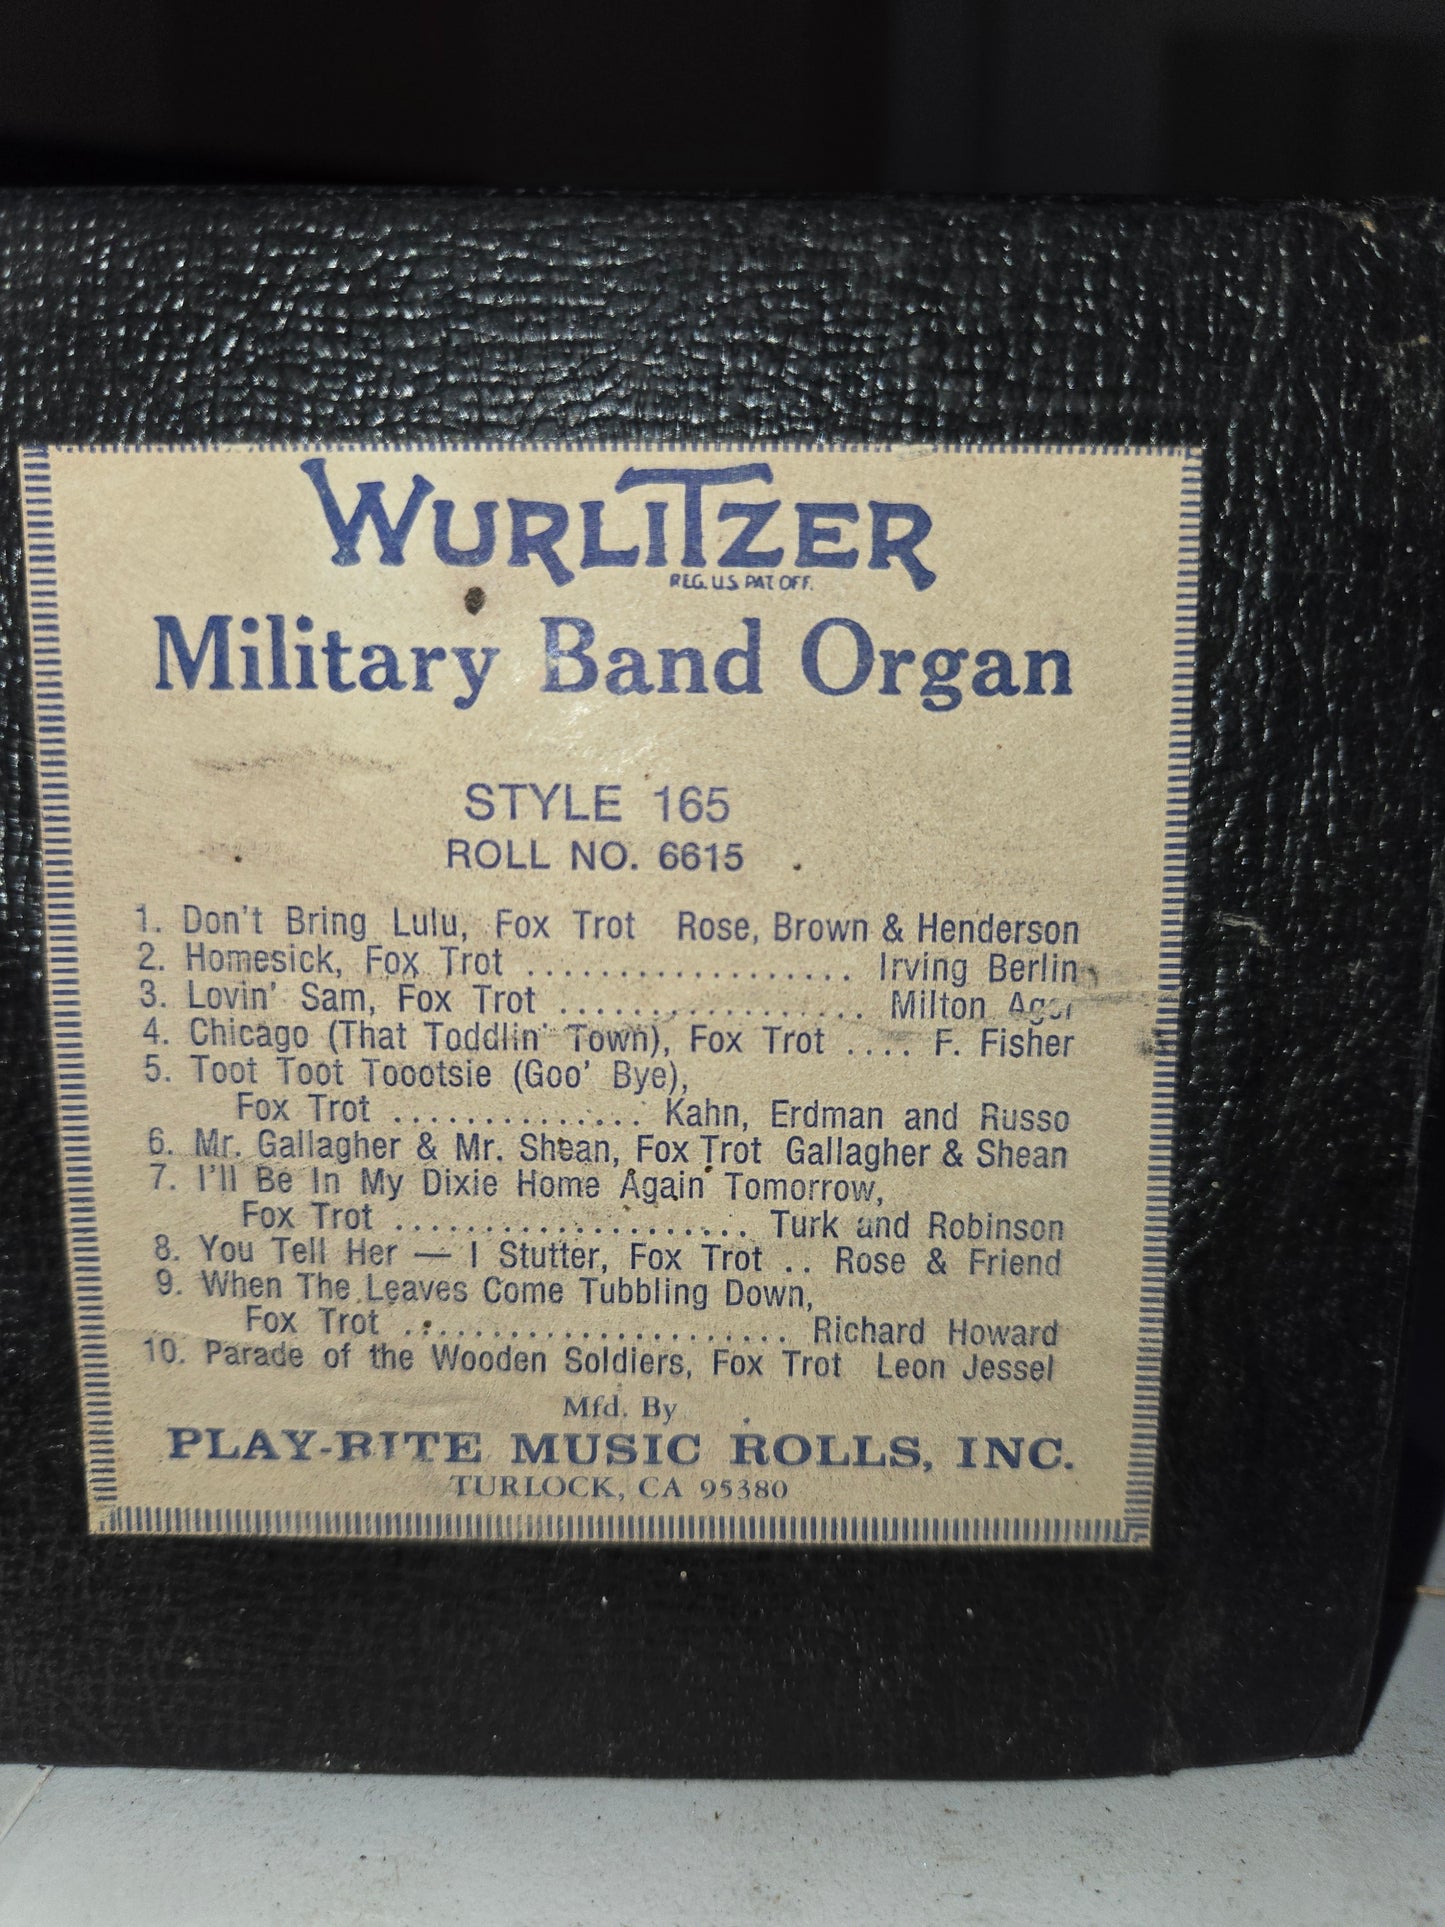 WURLITZER
REG. U.S. PAT. OFF.
Military Band Organ
STYLE 165
ROLL NO. 6615
1. Don't Bring Lulu, Fox Trot Rose, Brown & Henderson
2. Homesick, Fox Trot ................... Irving Berlin
3. Lovin' Sam, Fox Trot ................. Milton Ager
4. Chicago (That Toddlin' Town), Fox Trot .... F. Fisher
5. Toot Toot Toootsie (Goo' Bye),
Fox Trot .............. Kahn, Erdman and Russo
6. Mr. Gallagher & Mr. Shean, Fox Trot Gallagher & Shean
7. I'll Be In My Dixie Home Again Tomorrow,
Fox Trot .................... Turk and Robinson
8. You Tell Her — I Stutter, Fox Trot .. Rose & Friend
9. When The Leaves Come Tubbling Down,
Fox Trot ...................... Richard Howard
10. Parade of the Wooden Soldiers, Fox Trot Leon Jessel
Mfd. By
PLAY-RITE MUSIC ROLLS, INC.
TURLOCK, CA 95380